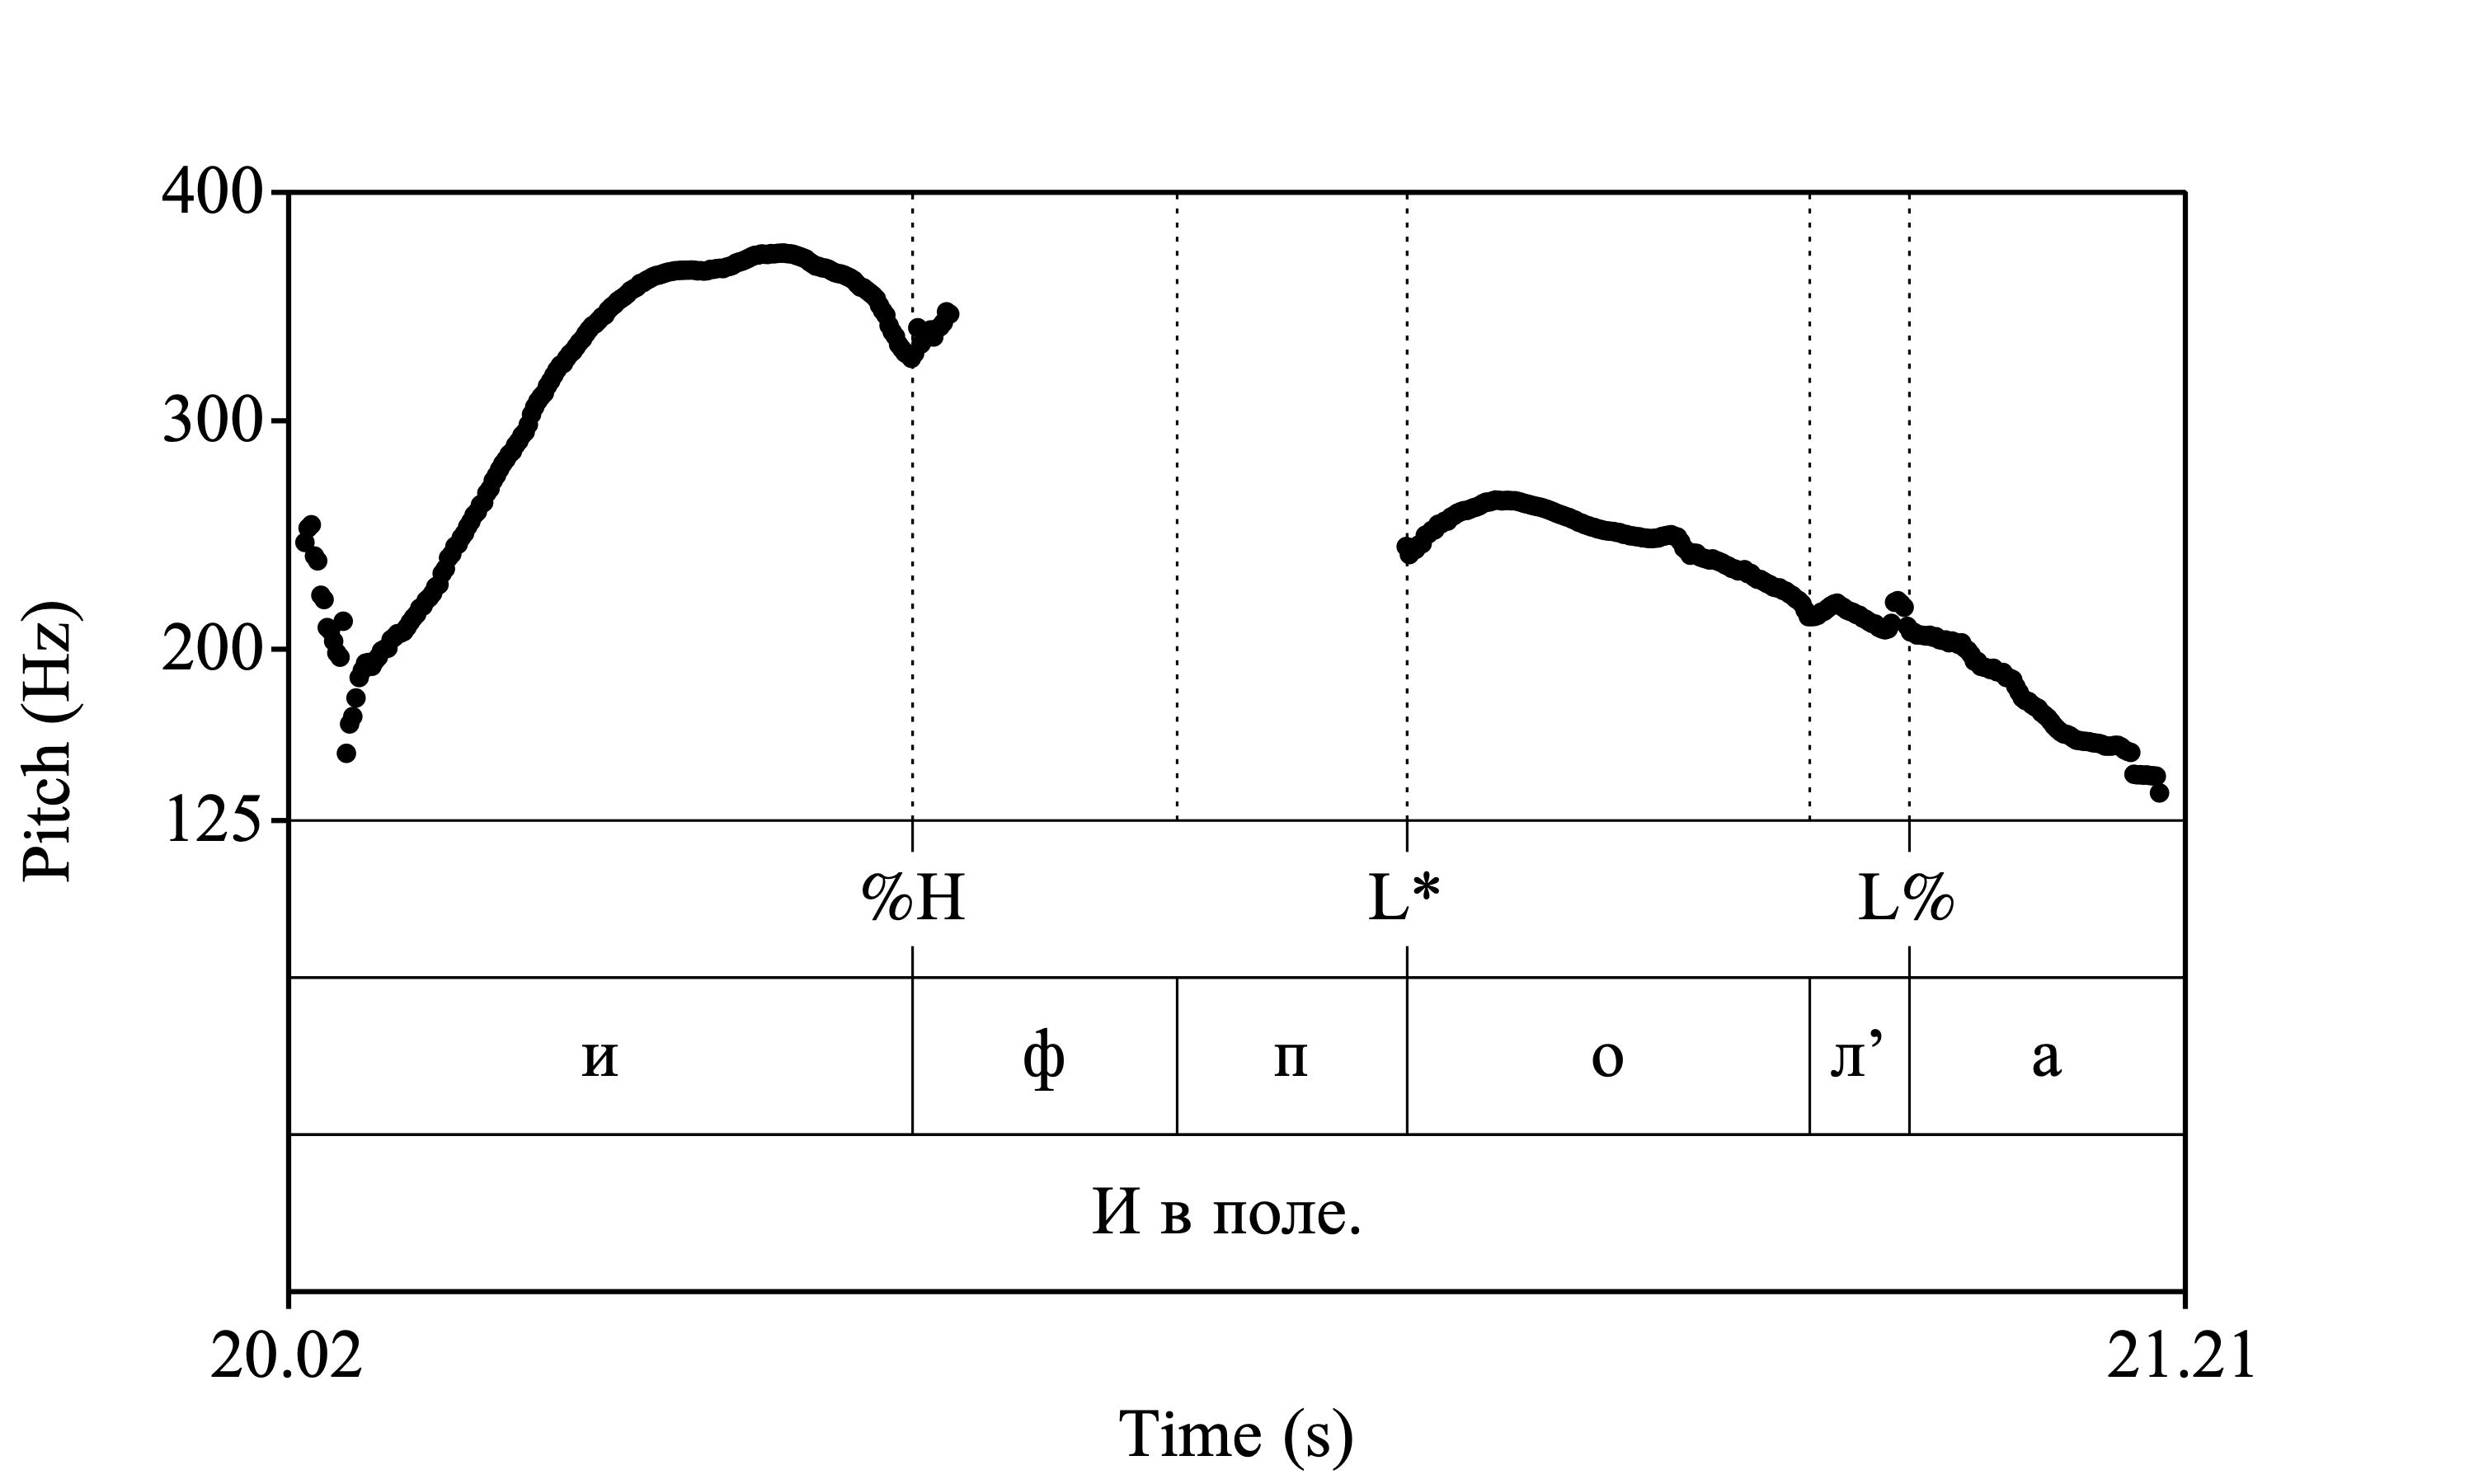 400
300
200
125
Pitch (Hz)
%H L* L%
и ф п о л’ а
И в поле.
20.02 21.21
Time (s)